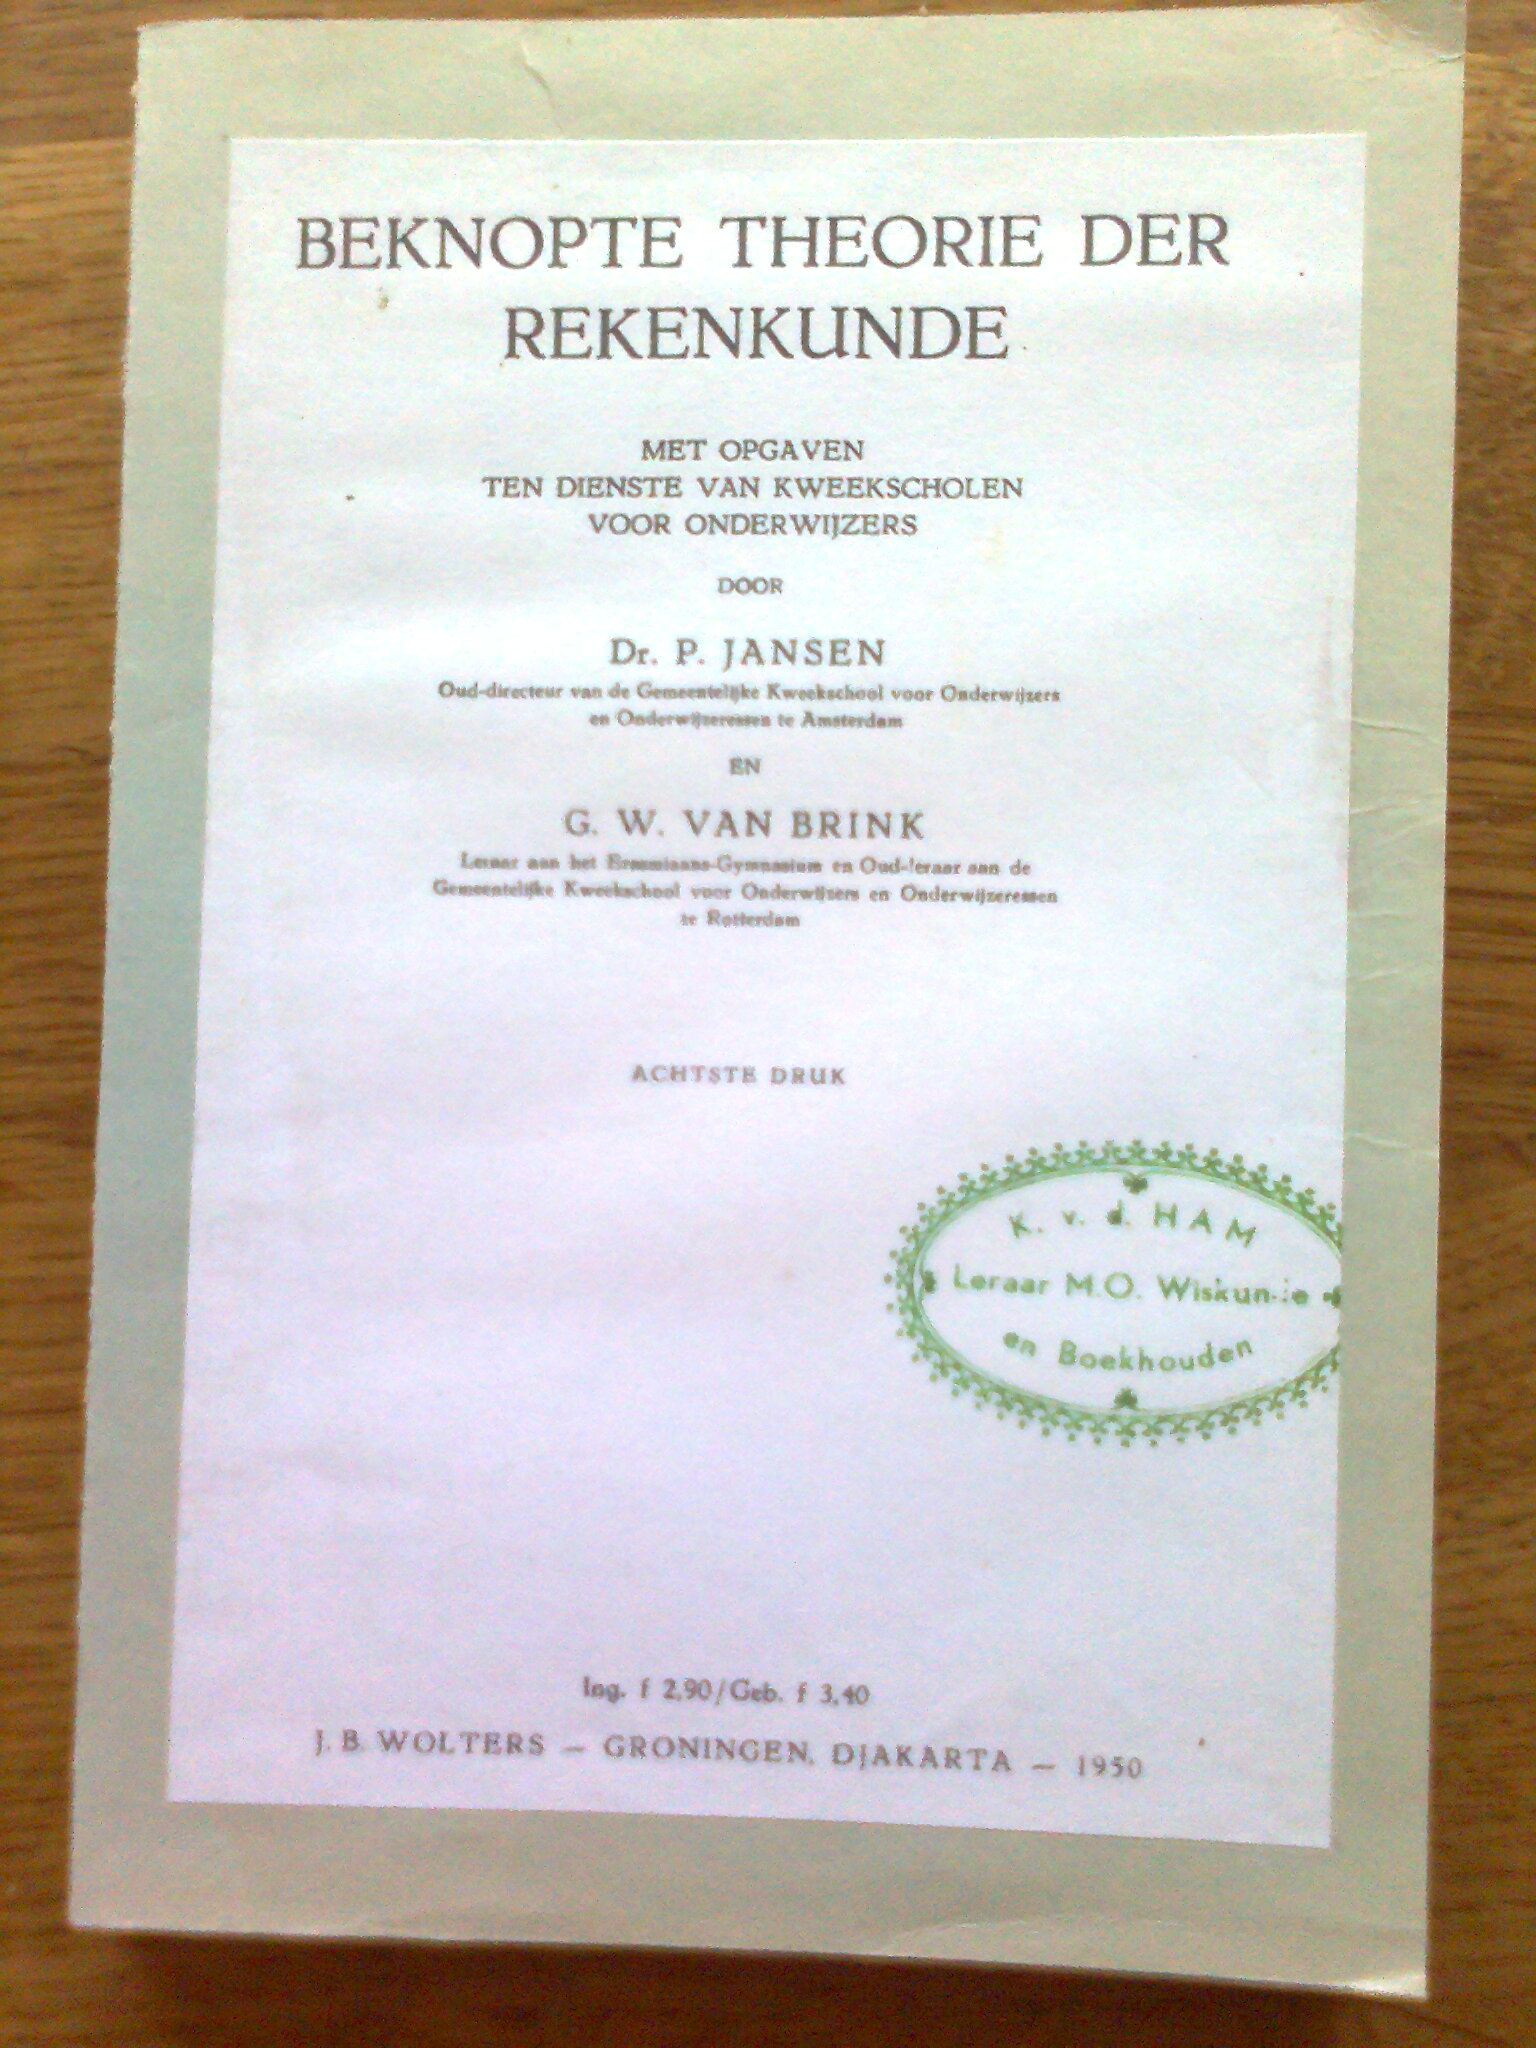 BEKNOPTE THEORIE DER
REKENKUNDE
MET OPGAVEN
TEN DIENSTE VAN KWEEKSCHOLEN
VOOR ONDERWIJZERS
DOOR
Dr. P. JANSEN
Oud-directeur van de Gemeentelijke Kweekschool voor Onderwijzers
en Onderwijzeressen te Amsterdam
EN
G. W. VAN BRINK
Leraar aan het Erasmiaans-Gymnasium en Oud-leraar aan de
Gemeentelijke Kweekschool voor Onderwijzers en Onderwijzeressen
te Rotterdam
ACHTSTE DRUK
K. v. d. HAM
Leraar M.O. Wiskunde
en Boekhouden
Ing. f 2,90/Geb. f 3,40
J. B. WOLTERS — GRONINGEN, DJAKARTA — 1950